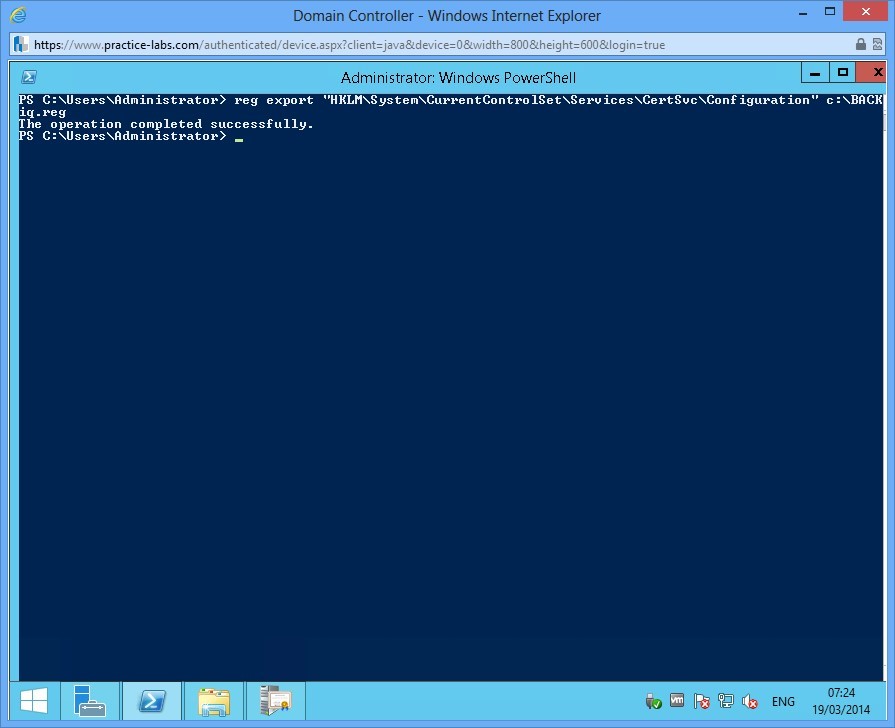 Domain Controller - Windows Internet Explorer
https://www.practice-labs.com/authenticated/device.aspx?client=java&device=0&width=800&height=600&login=true
Administrator: Windows PowerShell
PS C:\Users\Administrator> reg export "HKLM\System\CurrentControlSet\Services\CertSvc\Configuration" c:\BACK
iq.reg
The operation completed successfully.
PS C:\Users\Administrator>
ENG
07:24
19/03/2014